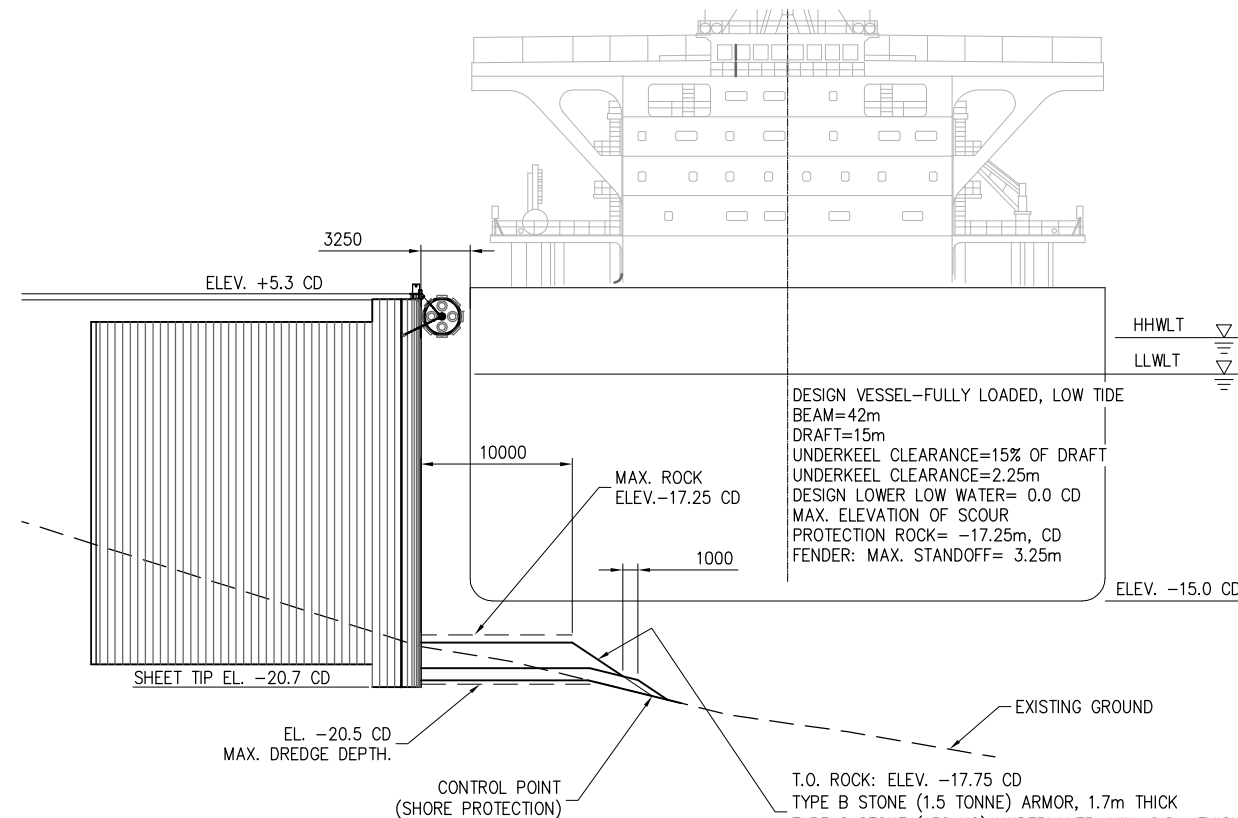 3250
ELEV. +5.3 CD
HHWLT
LLWLT
DESIGN VESSEL-FULLY LOADED, LOW TIDE
BEAM=42m
DRAFT=15m
UNDERKEEL CLEARANCE=15% OF DRAFT
UNDERKEEL CLEARANCE=2.25m
DESIGN LOWER LOW WATER= 0.0 CD
MAX. ELEVATION OF SCOUR
PROTECTION ROCK= -17.25m, CD
FENDER: MAX. STANDOFF= 3.25m
10000
MAX. ROCK
ELEV.-17.25 CD
1000
ELEV. -15.0 CD
SHEET TIP EL. -20.7 CD
EL. -20.5 CD
MAX. DREDGE DEPTH.
EXISTING GROUND
CONTROL POINT
(SHORE PROTECTION)
T.O. ROCK: ELEV. -17.75 CD
TYPE B STONE (1.5 TONNE) ARMOR, 1.7m THICK